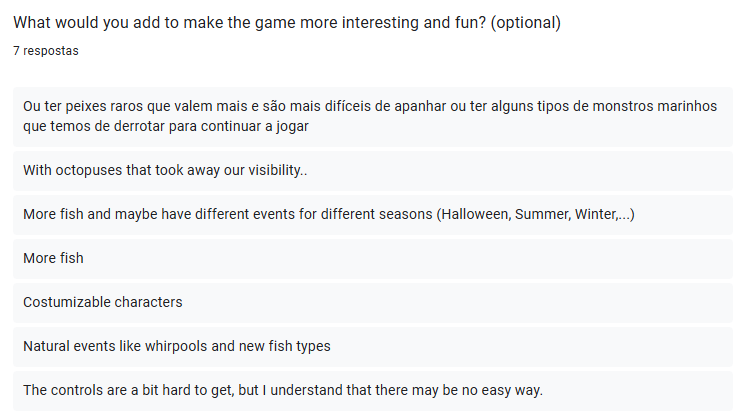 What would you add to make the game more interesting and fun? (optional)
7 respostas
Ou ter peixes raros que valem mais e são mais difíceis de apanhar ou ter alguns tipos de monstros marinhos
que temos de derrotar para continuar a jogar
With octopuses that took away our visibility..
More fish and maybe have different events for different seasons (Halloween, Summer, Winter,...)
More fish
Costumizable characters
Natural events like whirpools and new fish types
The controls are a bit hard to get, but I understand that there may be no easy way.